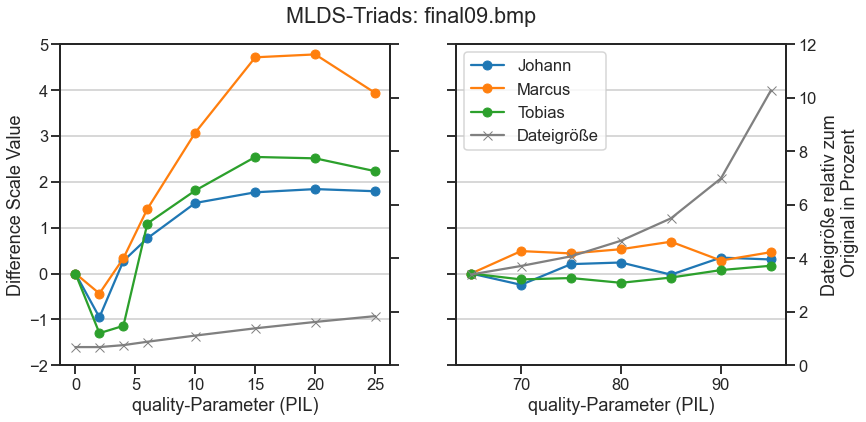 MLDS-Triads: final09.bmp
Difference Scale Value
5
4
3
2
1
0
−1
−2
0
5
10
15
20
25
quality-Parameter (PIL)
Johann
Marcus
Tobias
Dateigröße
70
80
90
quality-Parameter (PIL)
12
10
8
6
4
2
0
Dateigröße relativ zum
Original in Prozent